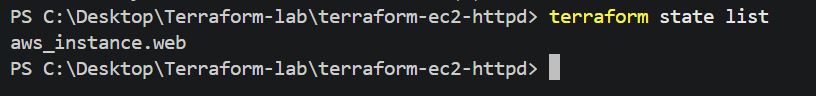 PS C:\Desktop\Terraform-lab\terraform-ec2-httpd> terraform state list
aws_instance.web
PS C:\Desktop\Terraform-lab\terraform-ec2-httpd>